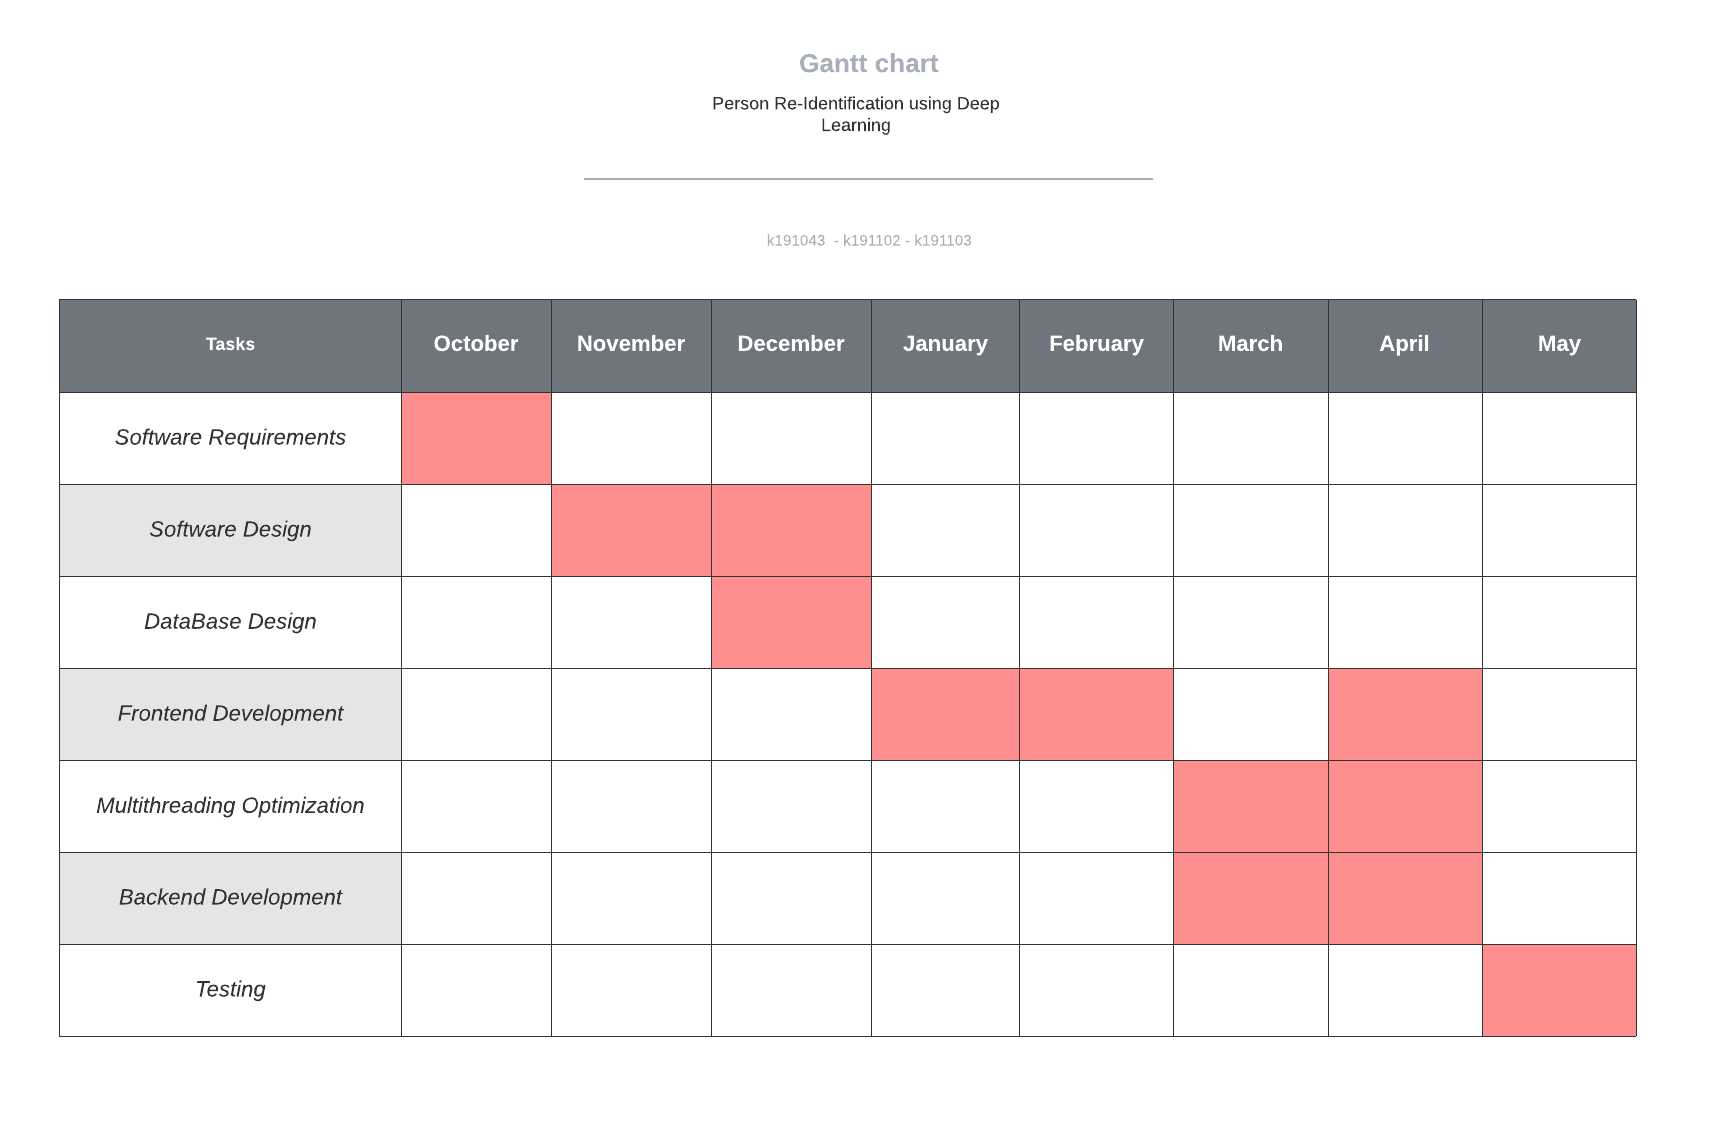 Gantt chart
Person Re-Identification using Deep
Learning
k191043  - k191102 - k191103
Tasks October November December January February March April May
Software Requirements
Software Design
DataBase Design
Frontend Development
Multithreading Optimization
Backend Development
Testing